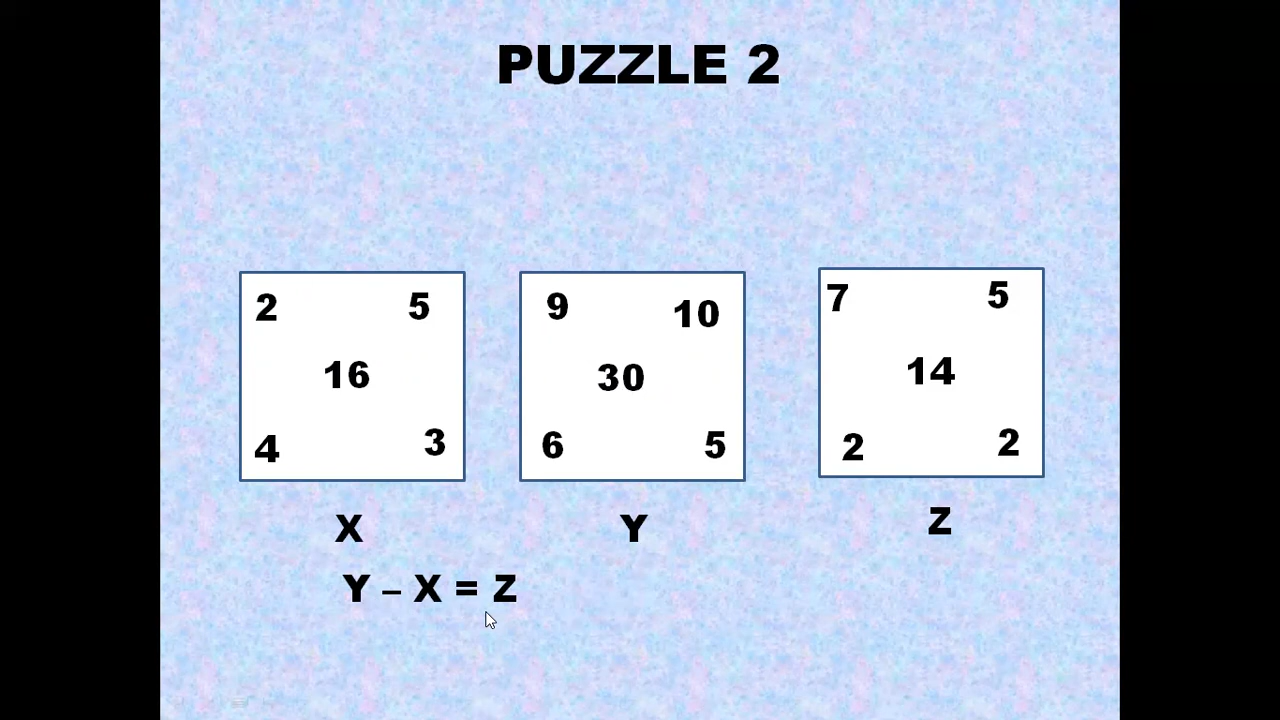 PUZZLE 2
2 5 9 10 7 5
16 30 14
4 3 6 5 2 2
X Y Z
Y – X = Z